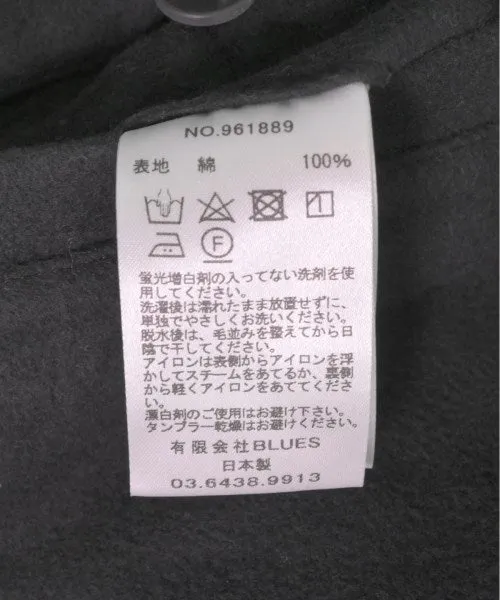 NO.961889
表地 綿 100%
F
蛍光増白剤の入ってない洗剤を使
用してください。
洗濯後は濡れたまま放置せずに、
単独でやさしくお洗いください。
脱水後は、毛並みを整えてから日
陰で干してください。
アイロンは表側からアイロンを浮
かしてスチームをあてるか、裏側
から軽くアイロンをあててくださ
い。
漂白剤のご使用はお避け下さい。
タンブラー乾燥はお避けください。
有限会社BLUES
日本製
03.6438.9913